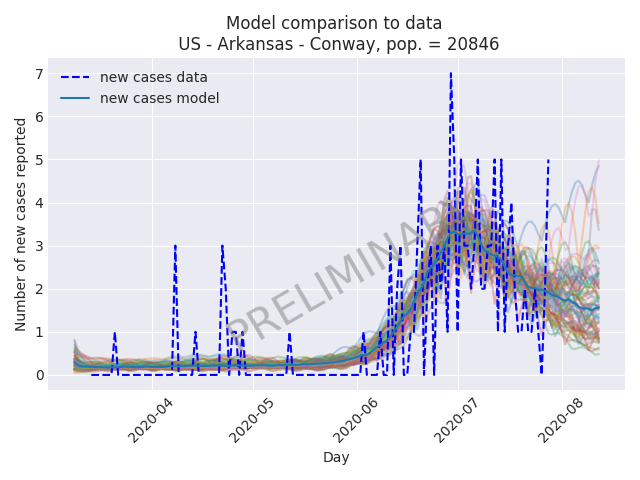 Model comparison to data
US - Arkansas - Conway, pop. = 20846
new cases data
new cases model
7
6
5
4
3
2
1
0
Number of new cases reported
PRELIMINARY
2020-04
2020-05
2020-06
2020-07
2020-08
Day